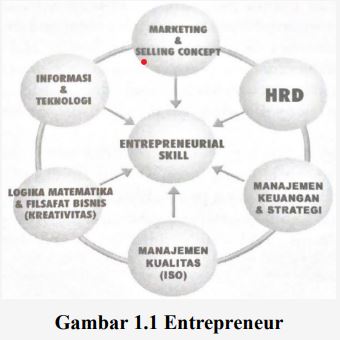 MARKETING
&
SELLING CONCEPT
INFORMASI
&
TEKNOLOGI
HRD
ENTREPRENEURIAL
SKILL
LOGIKA MATEMATIKA
& FILSAFAT BISNIS
(KREATIVITAS)
MANAJEMEN
KEUANGAN
& STRATEGI
MANAJEMEN
KUALITAS
(ISO)
Gambar 1.1 Entrepreneur